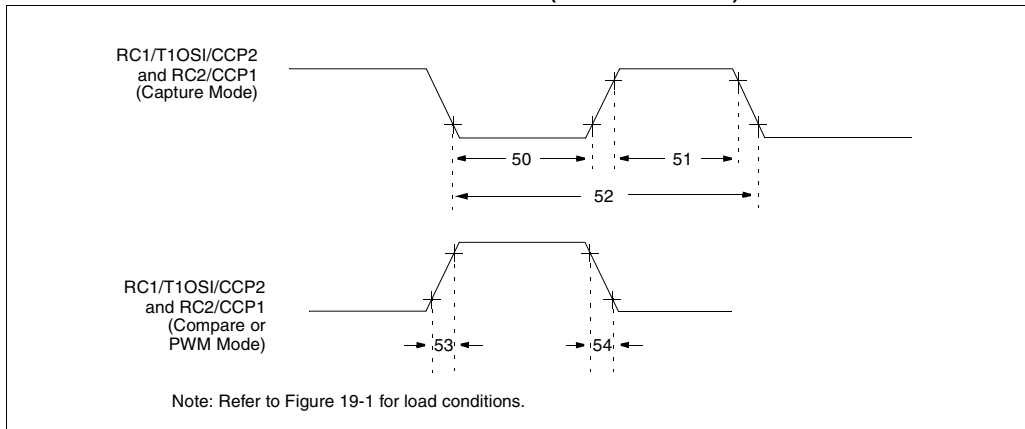 RC1/T1OSI/CCP2
and RC2/CCP1
(Capture Mode)
50
51
52
RC1/T1OSI/CCP2
and RC2/CCP1
(Compare or
PWM Mode)
53
54
Note: Refer to Figure 19-1 for load conditions.